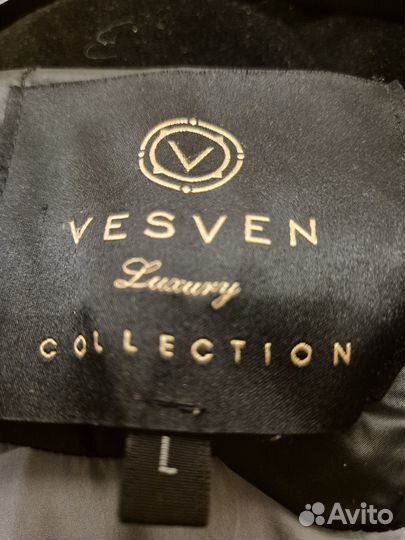 V
VESVEN
Luxury
COLLECTION
L
Avito